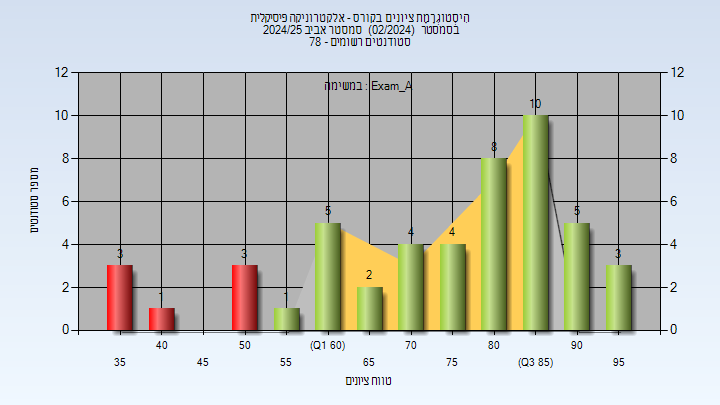 היסטוגרמת ציונים בקורס - אלקטרוניקה פיסיקלית
בסמסטר (02/2024) סמסטר אביב 2024/25
סטודנטים רשומים - 78
במשימה : Exam_A
מספר סטודנטים
12 12
10 10
8 8
6 6
4 4
2 2
0 0
3 1 3 1 5 2 4 4 8 10 5 3
40 50 (Q1 60) 70 80 90
35 45 55 65 75 (Q3 85) 95
טווח ציונים